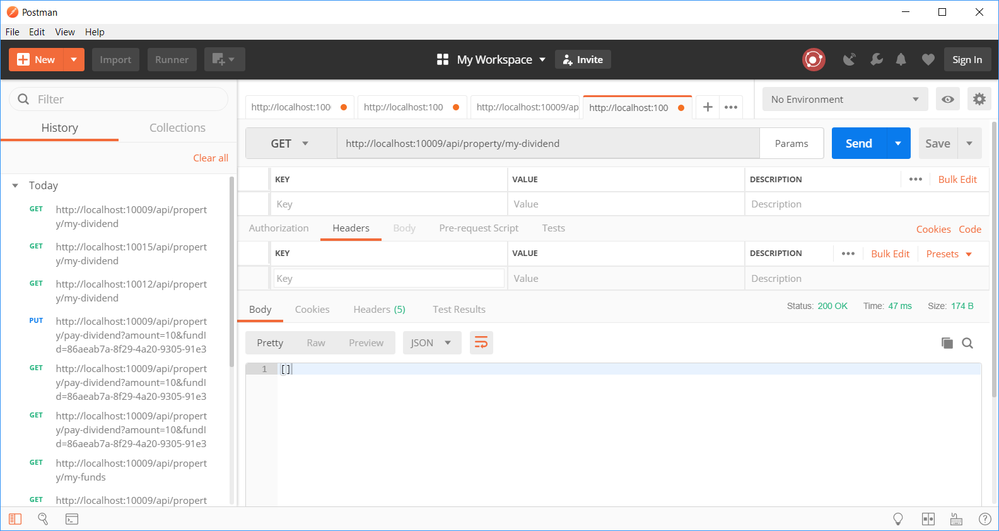 Postman
File Edit View Help
New Import Runner My Workspace Invite Sign In
Filter
History Collections
Clear all
Today
GET http://localhost:10009/api/propert
y/my-dividend
GET http://localhost:10015/api/propert
y/my-dividend
GET http://localhost:10012/api/propert
y/my-dividend
PUT http://localhost:10009/api/propert
y/pay-dividend?amount=10&fundI
d=86aeab7a-8f29-4a20-9305-91e3
GET http://localhost:10009/api/propert
y/pay-dividend?amount=10&fundI
d=86aeab7a-8f29-4a20-9305-91e3
GET http://localhost:10009/api/propert
y/pay-dividend?amount=10&fundI
d=86aeab7a-8f29-4a20-9305-91e3
GET http://localhost:10009/api/propert
y/my-funds
GET http://localhost:10009/api/propert
http://localhost:100 http://localhost:100 http://localhost:10009/ap http://localhost:100
No Environment
GET http://localhost:10009/api/property/my-dividend Params Send Save
KEY VALUE DESCRIPTION Bulk Edit
Key Value Description
Authorization Headers Body Pre-request Script Tests Cookies Code
KEY VALUE DESCRIPTION Bulk Edit Presets
Key Value Description
Body Cookies Headers (5) Test Results Status: 200 OK Time: 47 ms Size: 174 B
Pretty Raw Preview JSON
1 []